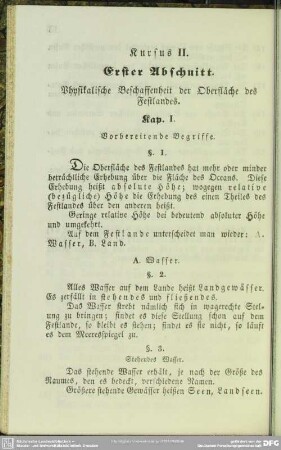 Kursus II.
Erster Abschnitt.
Physikalische Beschaffenheit der Oberfläche des
Festlandes.
Kap. I.
Vorbereitende Begriffe.
§. 1.
Die Oberfläche des Festlandes hat mehr oder minder
beträchtliche Erhebung über die Fläche des Oceans. Diese
Erhebung heißt absolute Höhe; wogegen relative
(bezügliche) Höhe die Erhebung des einen Theiles des
Festlandes über den anderen heißt.
Geringe relative Höhe bei bedeutend absoluter Höhe
und umgekehrt.
Auf dem Festlande unterscheidet man wieder: A.
Wasser, B. Land.
A. Wasser.
§. 2.
Alles Wasser auf dem Lande heißt Landgewässer.
Es zerfällt in stehendes und fließendes.
Das Wasser strebt nämlich sich in wagrechte Stel-
lung zu bringen; findet es diese Stellung schon auf dem
Festlande, so bleibt es stehen; findet es sie nicht, so läuft
es dem Meeresspiegel zu.
§. 3.
Stehendes Wasser.
Das stehende Wasser erhält, je nach der Größe des
Raumes, den es bedeckt, verschiedene Namen.
Größere stehende Gewässer heißen Seen, Landseen.
DFG